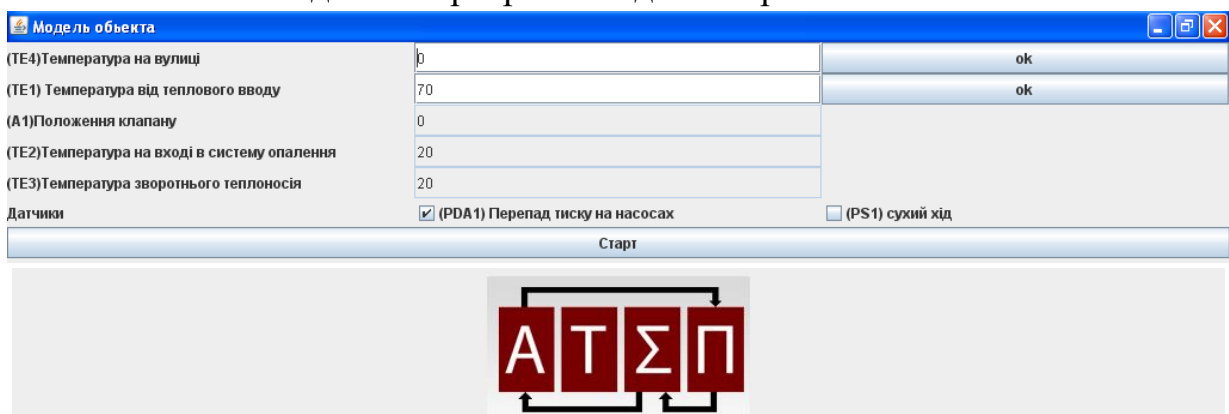 Модель обьекта
(TE4)Температура на вулиці 0 ok
(TE1) Температура від теплового вводу 70 ok
(A1)Положення клапану 0
(TE2)Температура на вході в систему опалення 20
(TE3)Температура зворотнього теплоносія 20
Датчики (PDA1) Перепад тиску на насосах (PS1) сухий хід
Старт
АТΣП